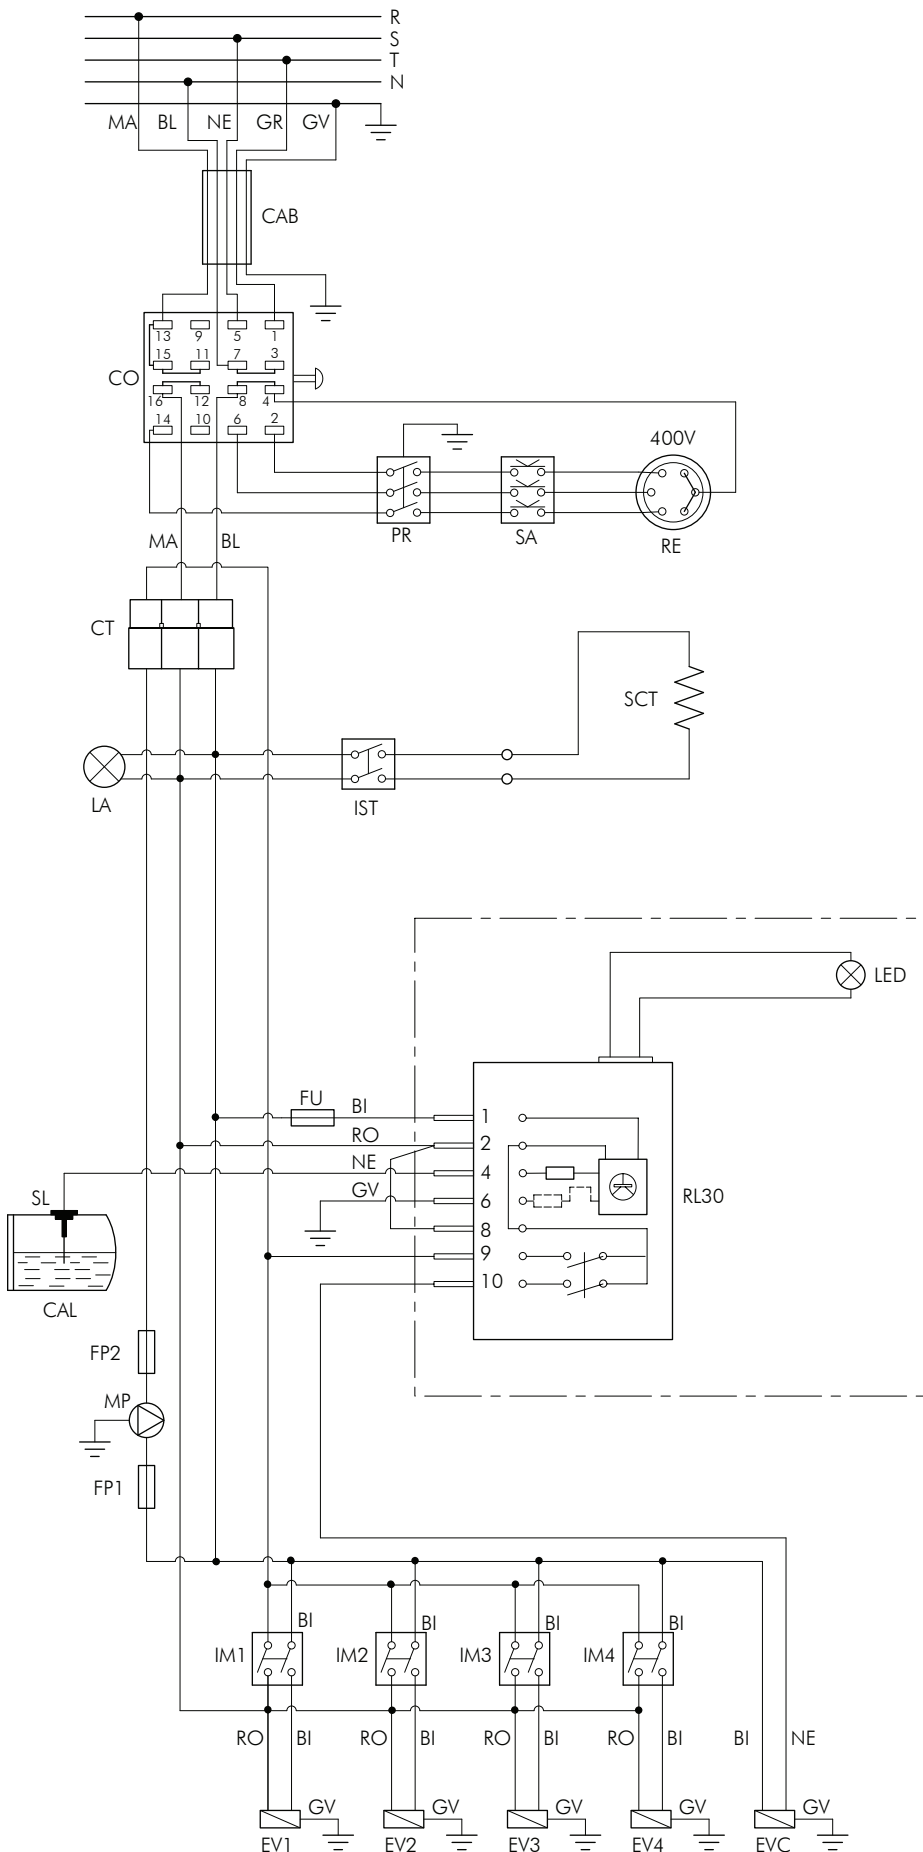 R
S
T
N
MA BL NE GR GV
CAB
13 9 5 1
15 11 7 3
CO
16 12 8 4
14 10 6 2
400V
PR SA RE
MA BL
CT
SCT
LA IST
LED
FU BI 1
RO 2
NE 4
GV 6
RL30
SL 8
9
10
CAL
FP2
MP
FP1
BI BI BI BI
IM1 IM2 IM3 IM4
RO BI RO BI RO BI RO BI BI NE
GV GV GV GV GV
EV1 EV2 EV3 EV4 EVC